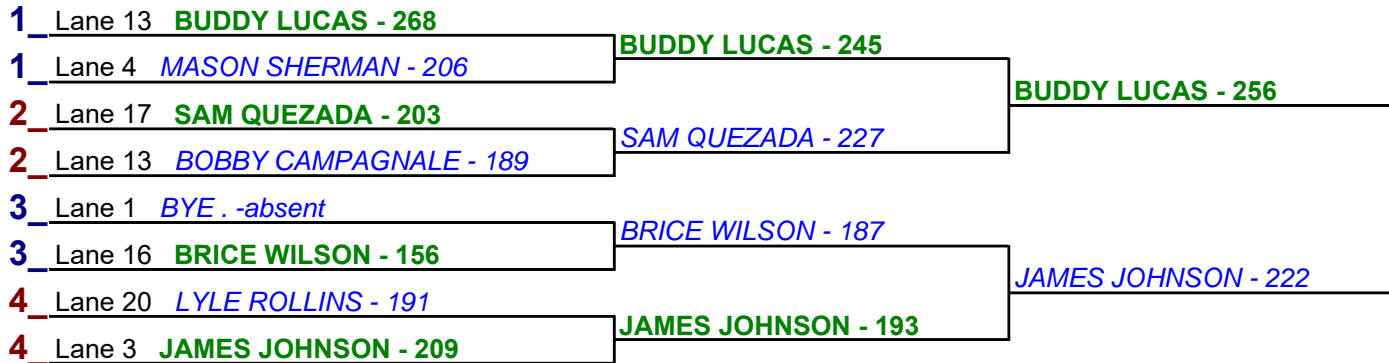 1_ Lane 13 BUDDY LUCAS - 268
BUDDY LUCAS - 245
1_ Lane 4 MASON SHERMAN - 206
BUDDY LUCAS - 256
2_ Lane 17 SAM QUEZADA - 203
SAM QUEZADA - 227
2_ Lane 13 BOBBY CAMPAGNALE - 189
3_ Lane 1 BYE . -absent
BRICE WILSON - 187
3_ Lane 16 BRICE WILSON - 156
JAMES JOHNSON - 222
4_ Lane 20 LYLE ROLLINS - 191
JAMES JOHNSON - 193
4_ Lane 3 JAMES JOHNSON - 209